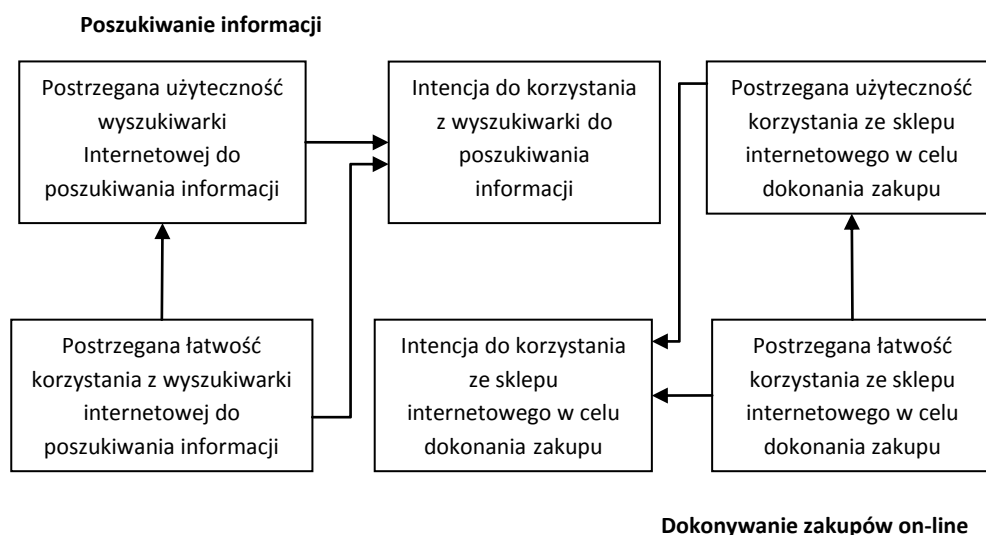 Poszukiwanie informacji
Postrzegana użyteczność
wyszukiwarki
Internetowej do
poszukiwania informacji
Intencja do korzystania
z wyszukiwarki do
poszukiwania
informacji
Postrzegana użyteczność
korzystania ze sklepu
internetowego w celu
dokonania zakupu
Postrzegana łatwość
korzystania z wyszukiwarki
internetowej do
poszukiwania informacji
Intencja do korzystania
ze sklepu
internetowego w celu
dokonania zakupu
Postrzegana łatwość
korzystania ze sklepu
internetowego w celu
dokonania zakupu
Dokonywanie zakupów on-line